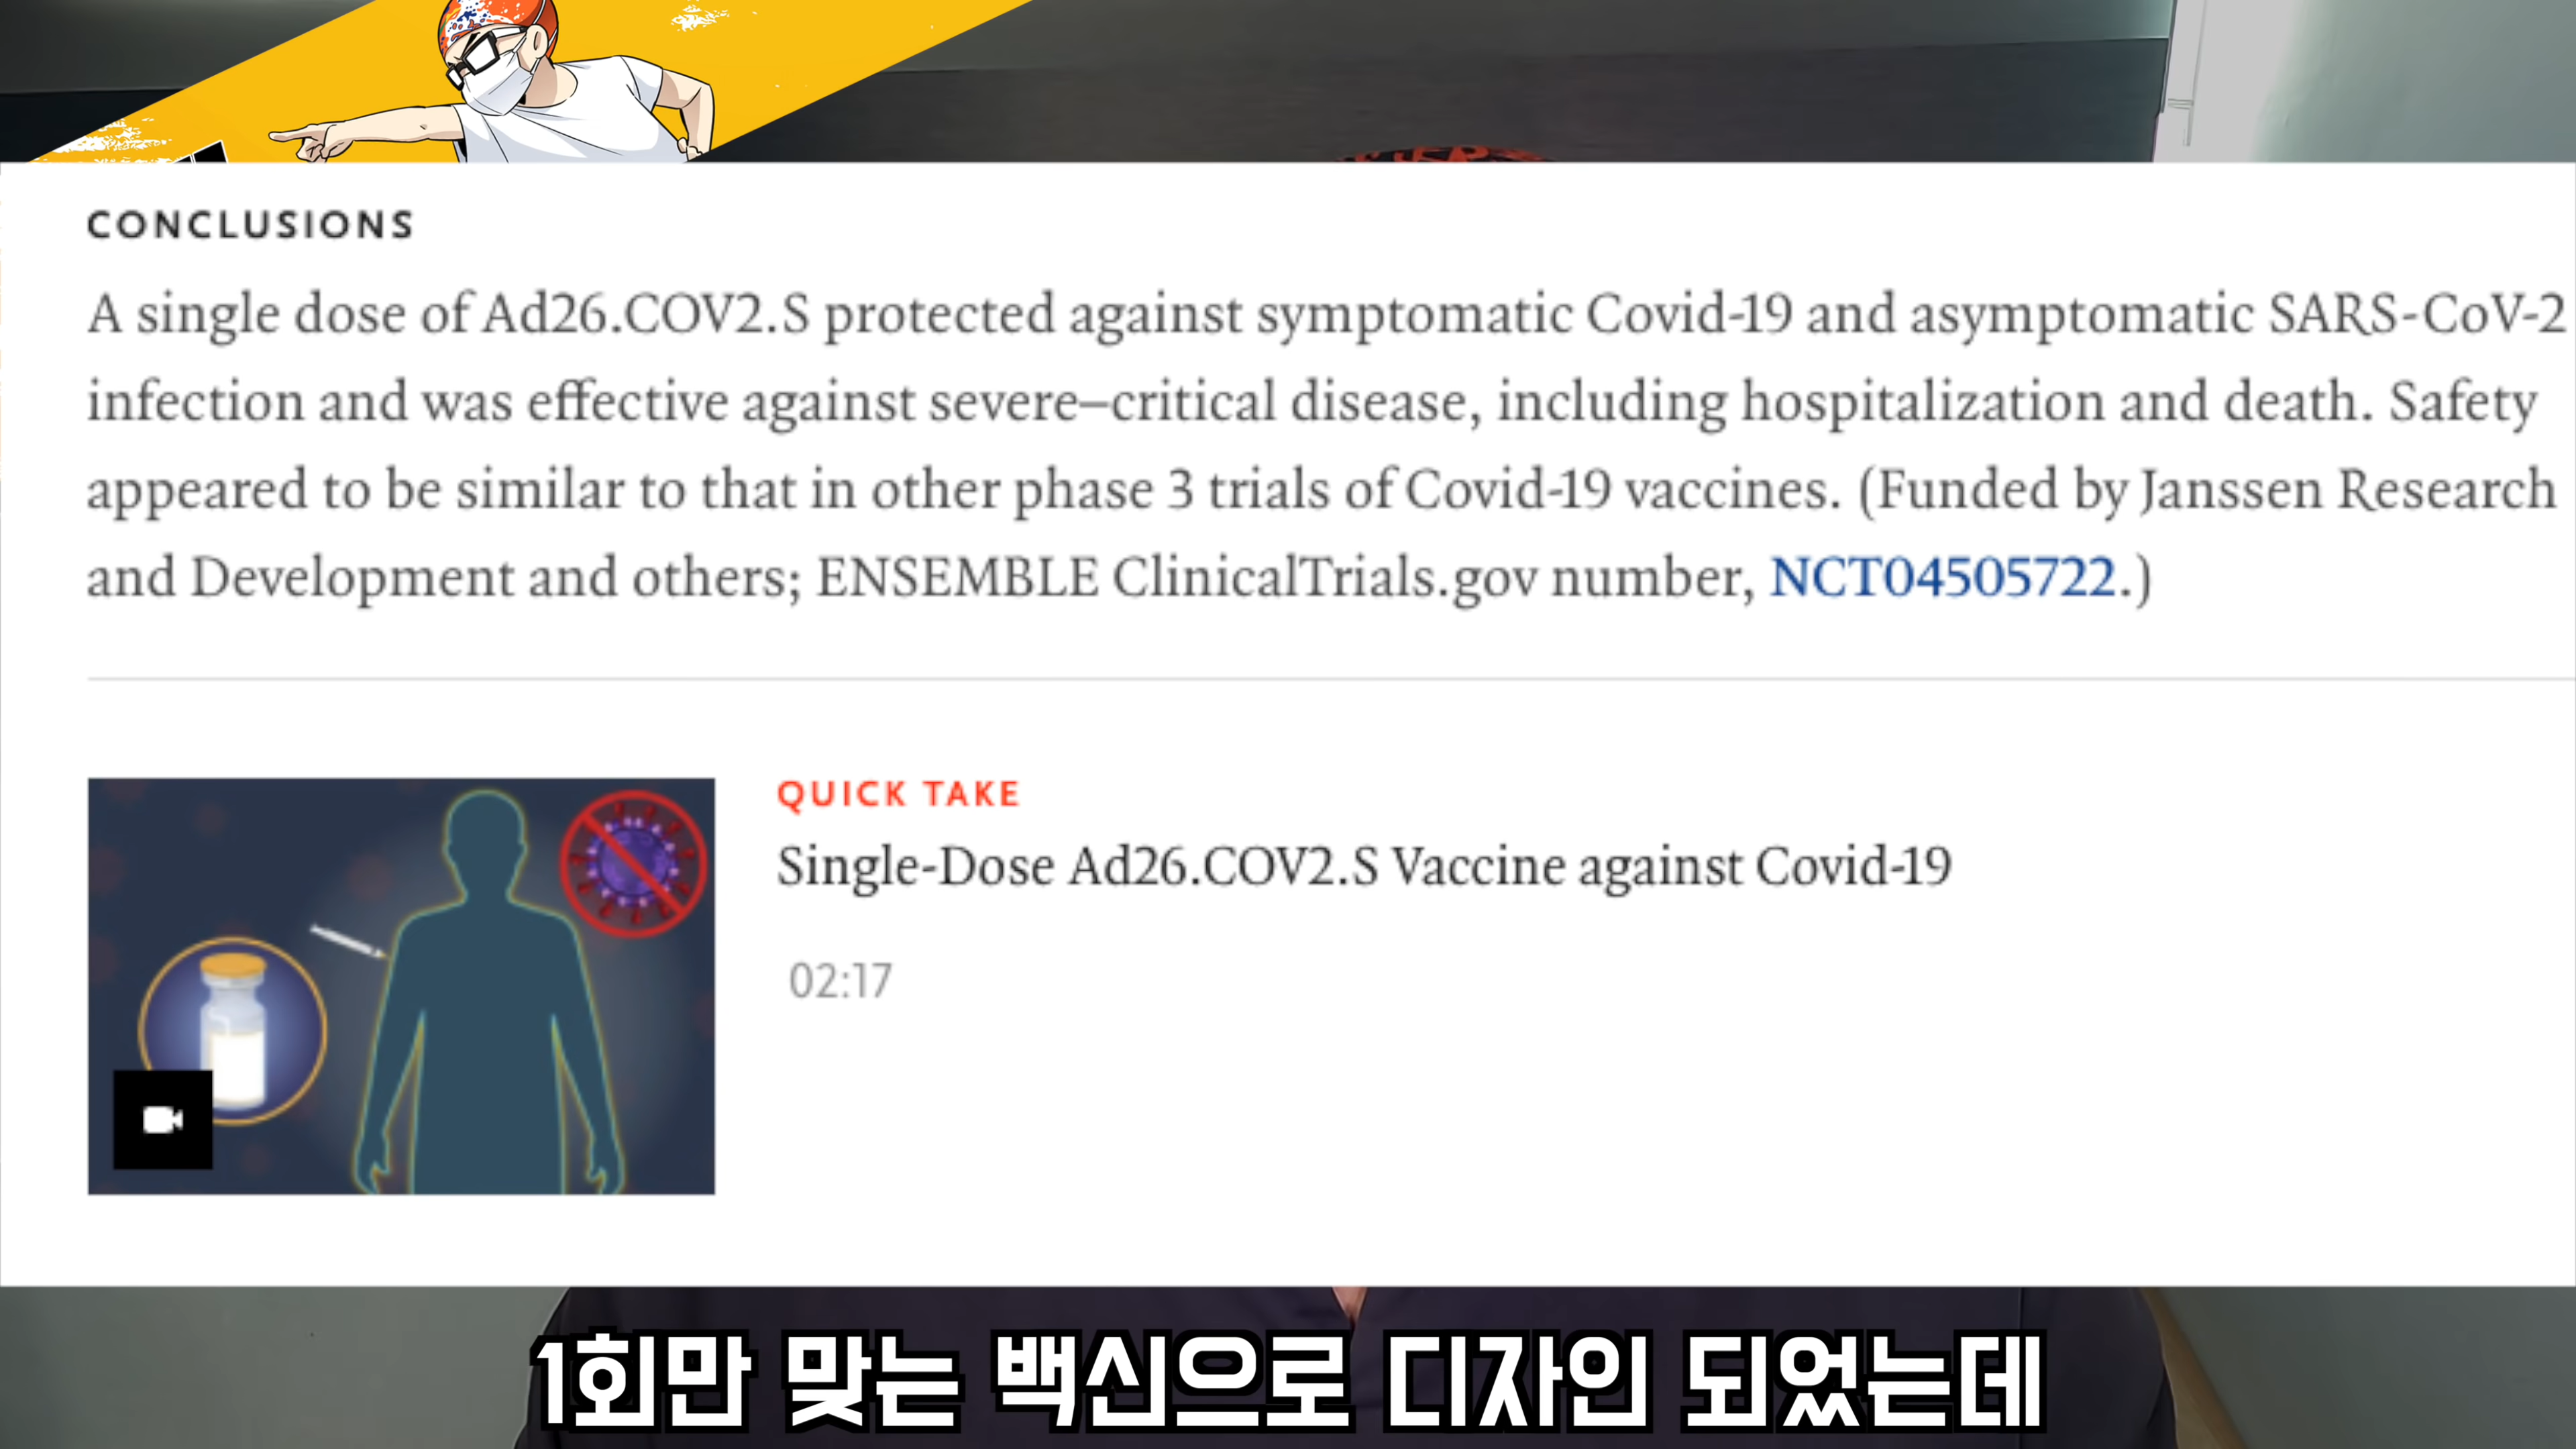 CONCLUSIONS
A single dose of Ad26.COV2.S protected against symptomatic Covid-19 and asymptomatic SARS-CoV-2
infection and was effective against severe–critical disease, including hospitalization and death. Safety
appeared to be similar to that in other phase 3 trials of Covid-19 vaccines. (Funded by Janssen Research
and Development and others; ENSEMBLE ClinicalTrials.gov number, NCT04505722.)
QUICK TAKE
Single-Dose Ad26.COV2.S Vaccine against Covid-19
02:17
1회만 맞는 백신으로 디자인 되었는데